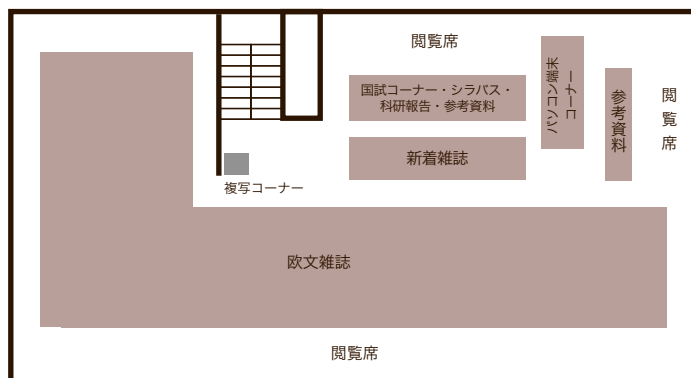 閲覧席
国試コーナー・シラバス・
科研報告・参考資料
パソコン端末
コーナー
参考資料
閲覧席
新着雑誌
複写コーナー
欧文雑誌
閲覧席